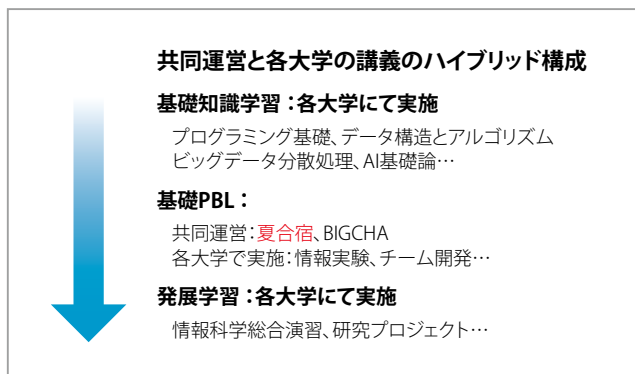 共同運営と各大学の講義のハイブリッド構成
基礎知識学習：各大学にて実施
プログラミング基礎、データ構造とアルゴリズム
ビッグデータ分散処理、AI基礎論…
基礎PBL：
共同運営：夏合宿、BIGCHA
各大学で実施：情報実験、チーム開発…
発展学習：各大学にて実施
情報科学総合演習、研究プロジェクト…